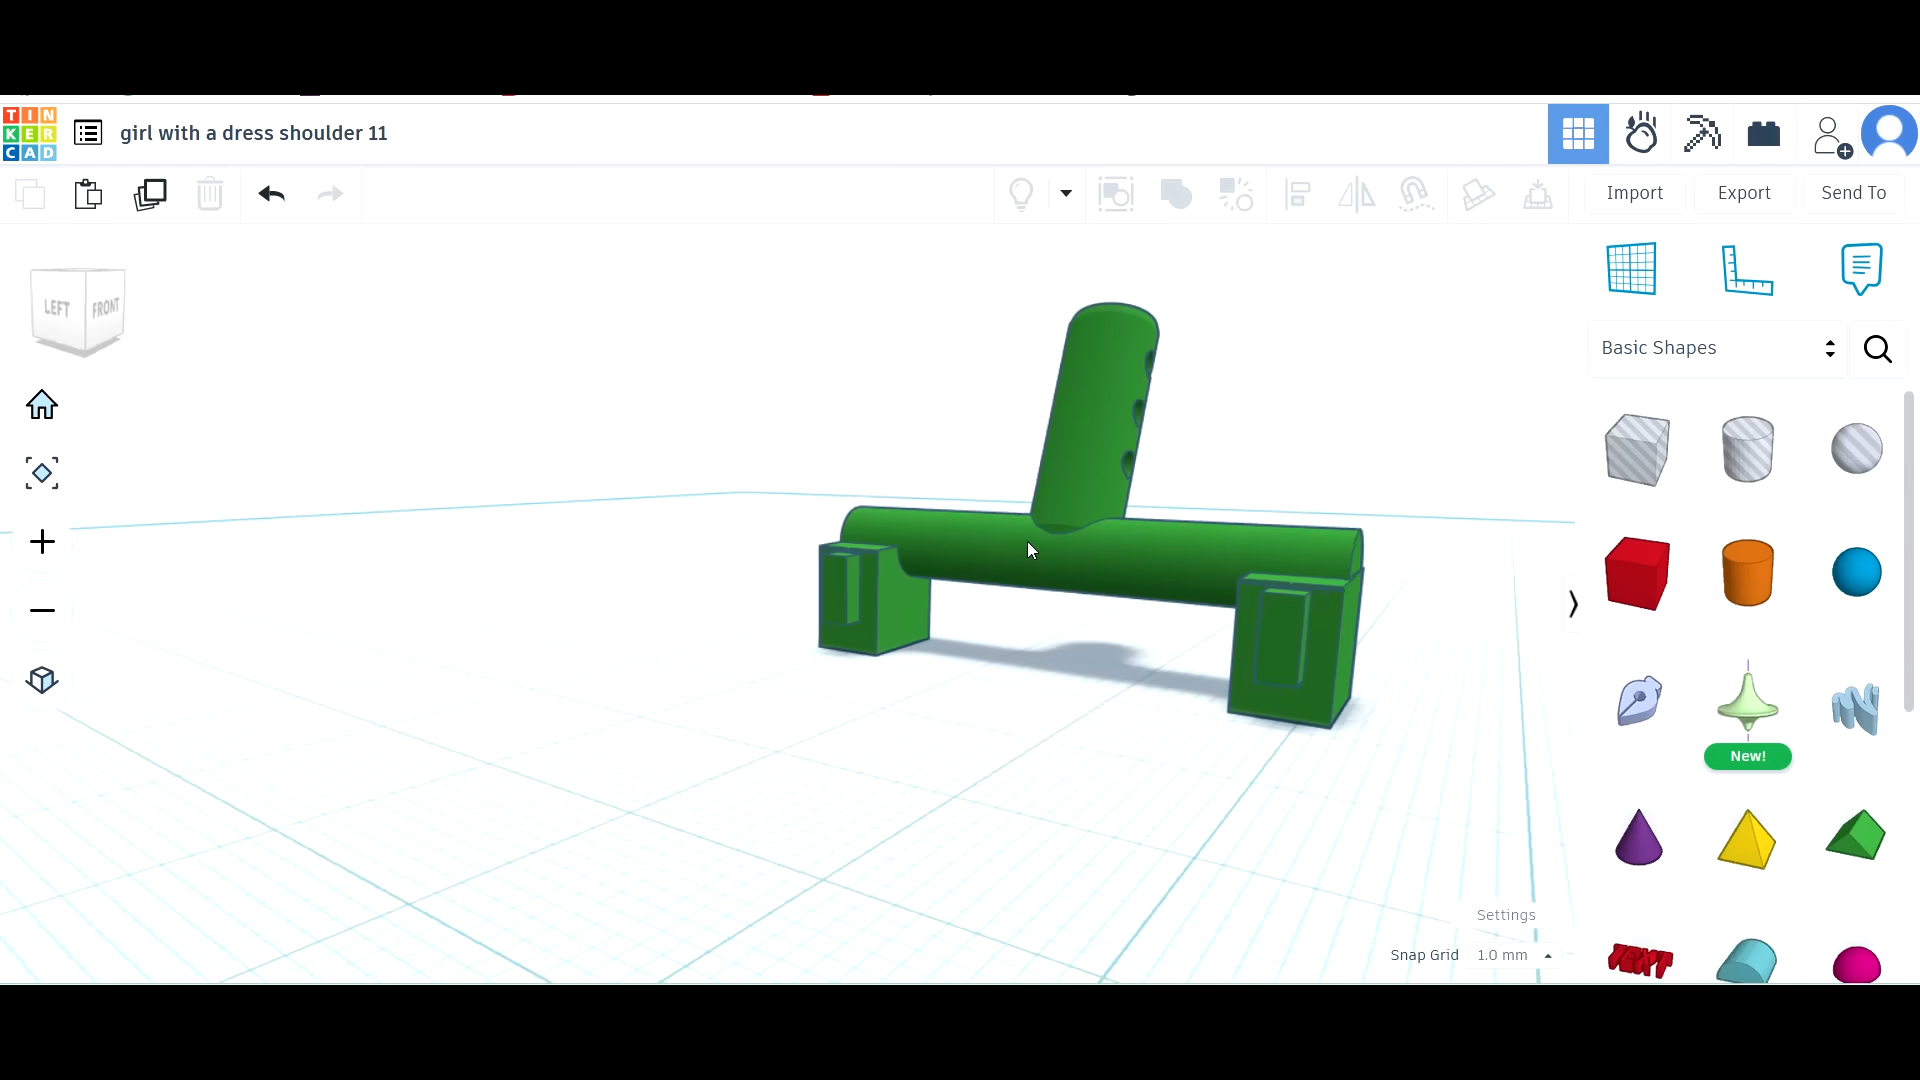 TIN
KER
CAD
girl with a dress shoulder 11
Import
Export
Send To
LEFT
FRONT
Basic Shapes
New!
TEXT
Settings
Snap Grid
1.0 mm